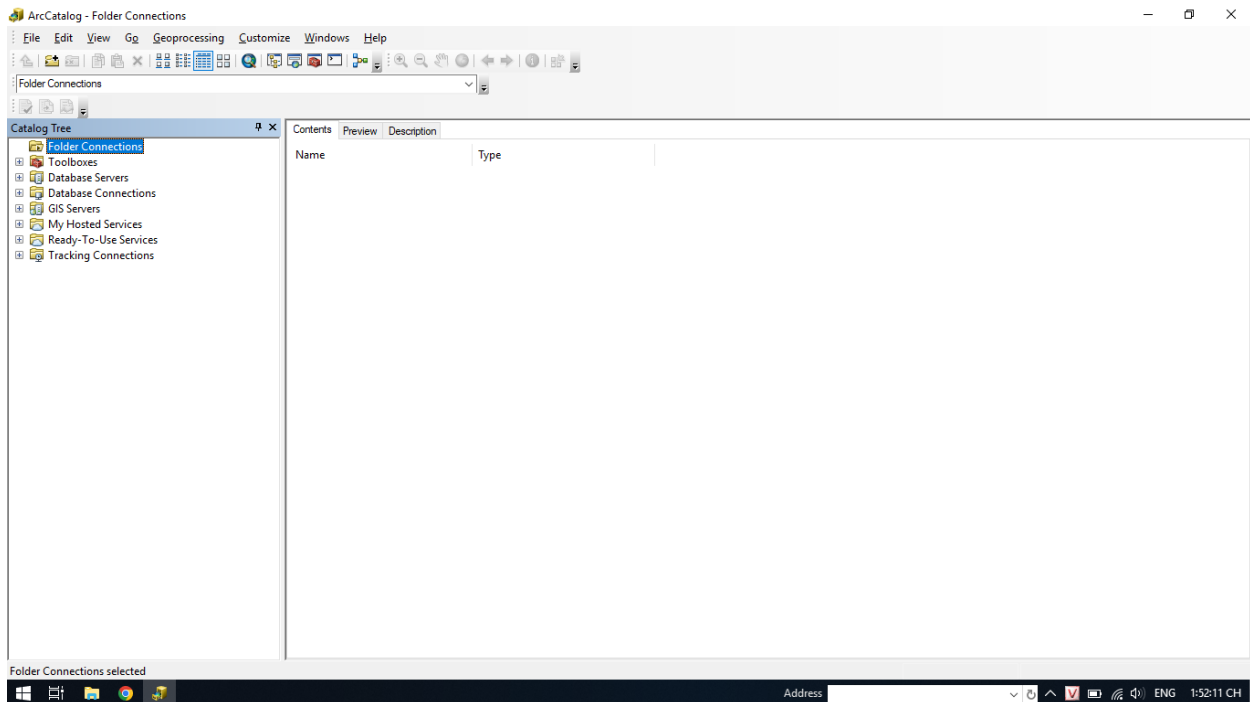 ArcCatalog - Folder Connections
File Edit View Go Geoprocessing Customize Windows Help
Folder Connections
Catalog Tree
Folder Connections
Toolboxes
Database Servers
Database Connections
GIS Servers
My Hosted Services
Ready-To-Use Services
Tracking Connections
Contents Preview Description
Name Type
Folder Connections selected
Address V ENG 1:52:11 CH